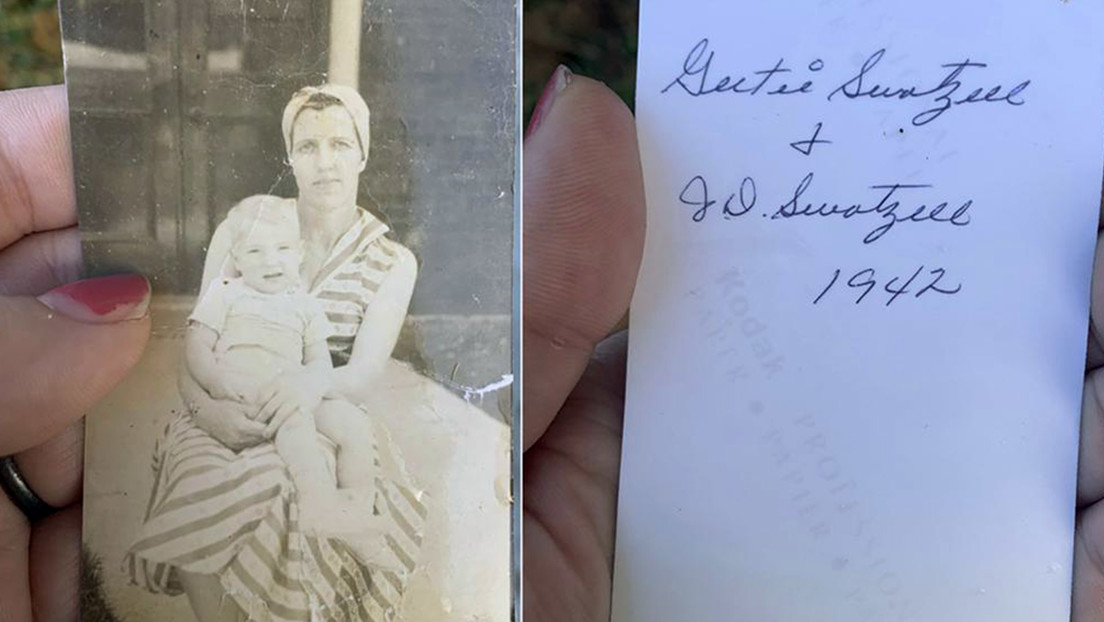 Gertie Swatzell
&
J.D. Swatzell
1942
Kodak